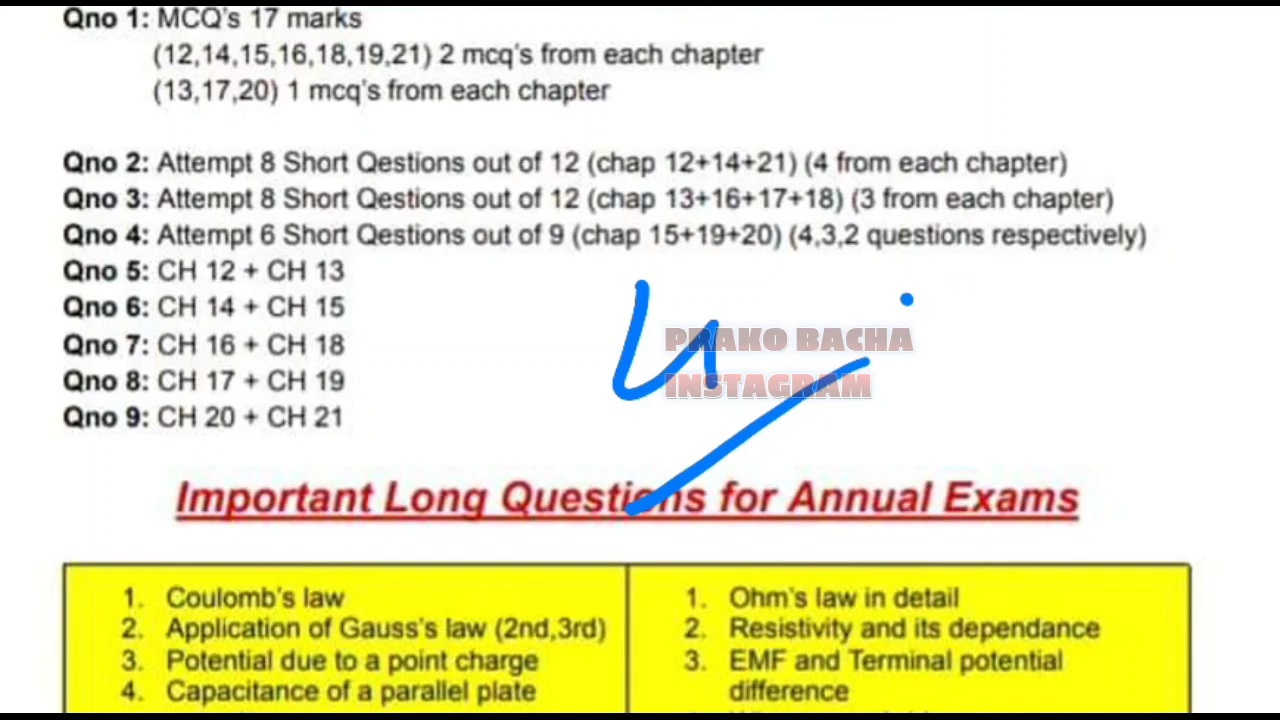 Qno 1: MCQ's 17 marks
(12,14,15,16,18,19,21) 2 mcq's from each chapter
(13,17,20) 1 mcq's from each chapter
Qno 2: Attempt 8 Short Qestions out of 12 (chap 12+14+21) (4 from each chapter)
Qno 3: Attempt 8 Short Qestions out of 12 (chap 13+16+17+18) (3 from each chapter)
Qno 4: Attempt 6 Short Qestions out of 9 (chap 15+19+20) (4,3,2 questions respectively)
Qno 5: CH 12 + CH 13
Qno 6: CH 14 + CH 15
Qno 7: CH 16 + CH 18
Qno 8: CH 17 + CH 19
Qno 9: CH 20 + CH 21
PRAKO BACHA
INSTAGRAM
Important Long Questions for Annual Exams
1. Coulomb's law
2. Application of Gauss's law (2nd,3rd)
3. Potential due to a point charge
4. Capacitance of a parallel plate
1. Ohm's law in detail
2. Resistivity and its dependance
3. EMF and Terminal potential
difference